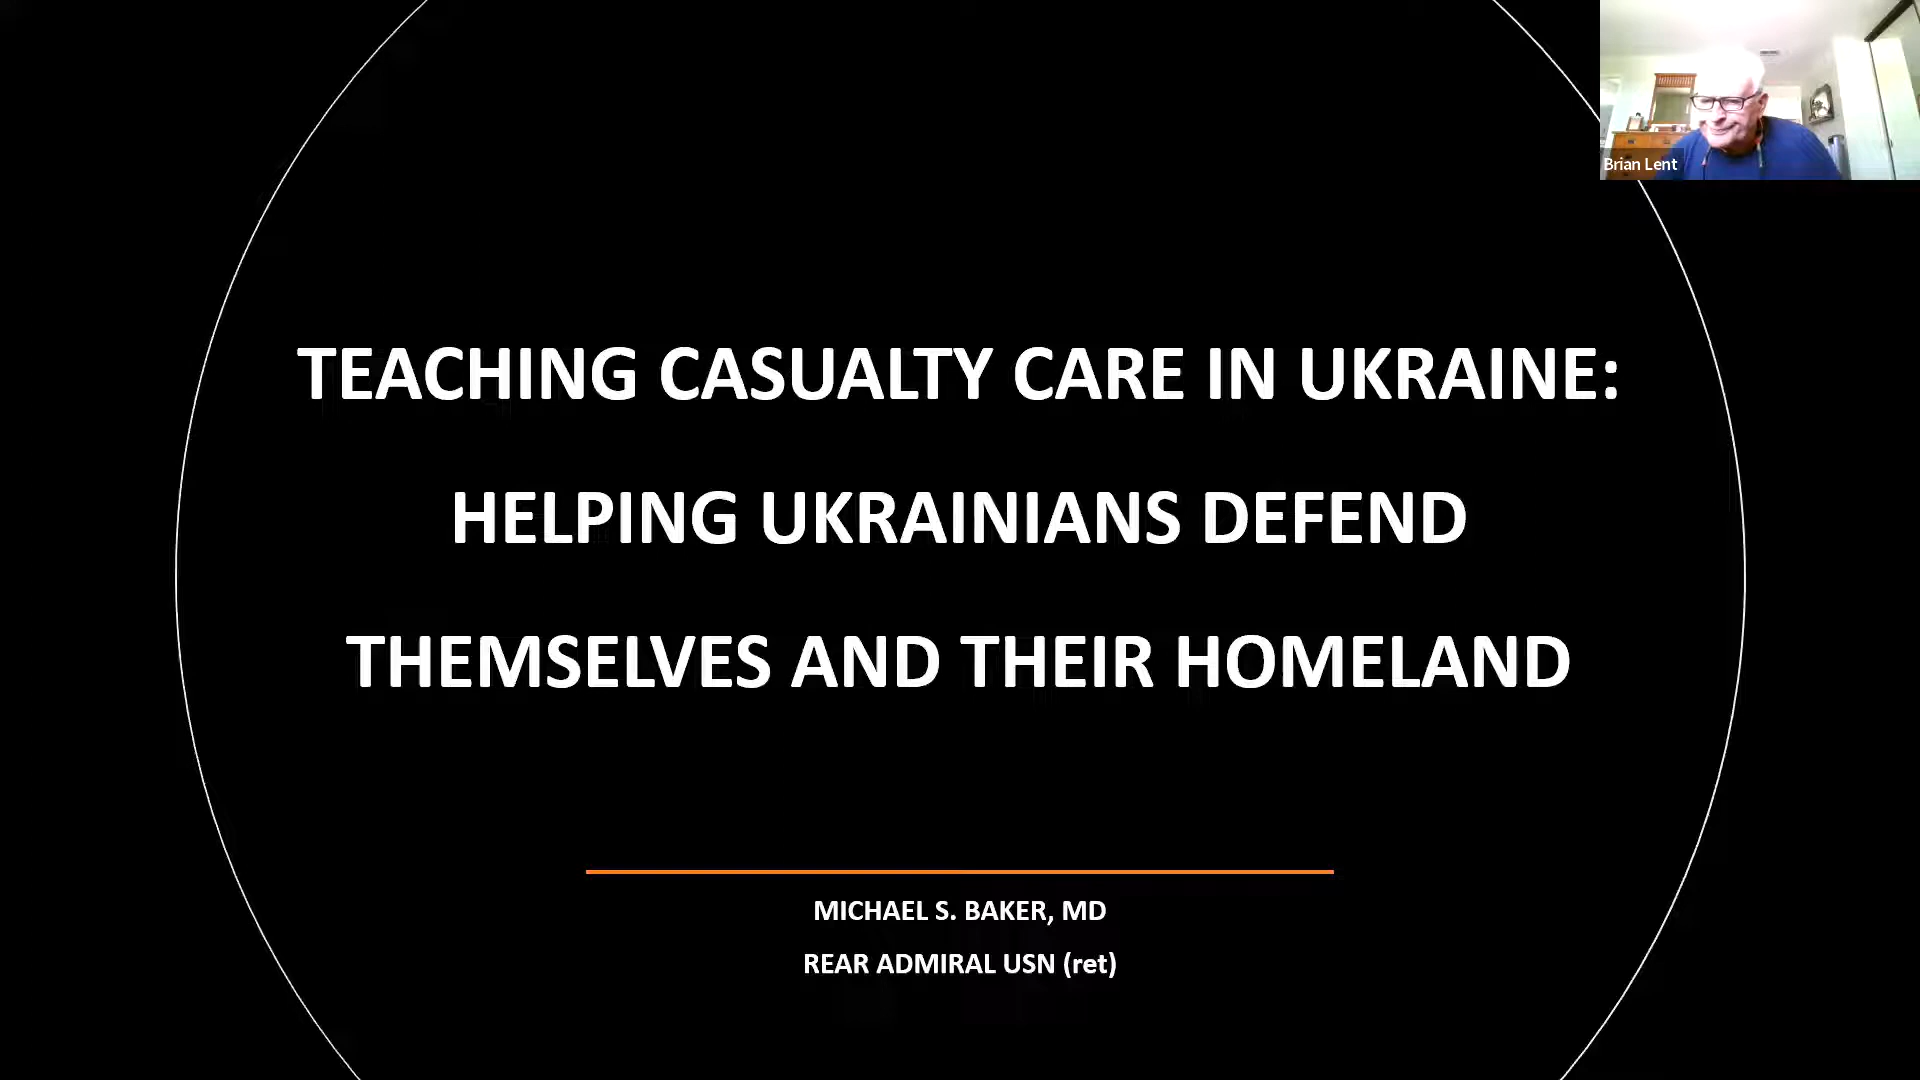 TEACHING CASUALTY CARE IN UKRAINE:
HELPING UKRAINIANS DEFEND
THEMSELVES AND THEIR HOMELAND
MICHAEL S. BAKER, MD
REAR ADMIRAL USN (ret)
Brian Lent